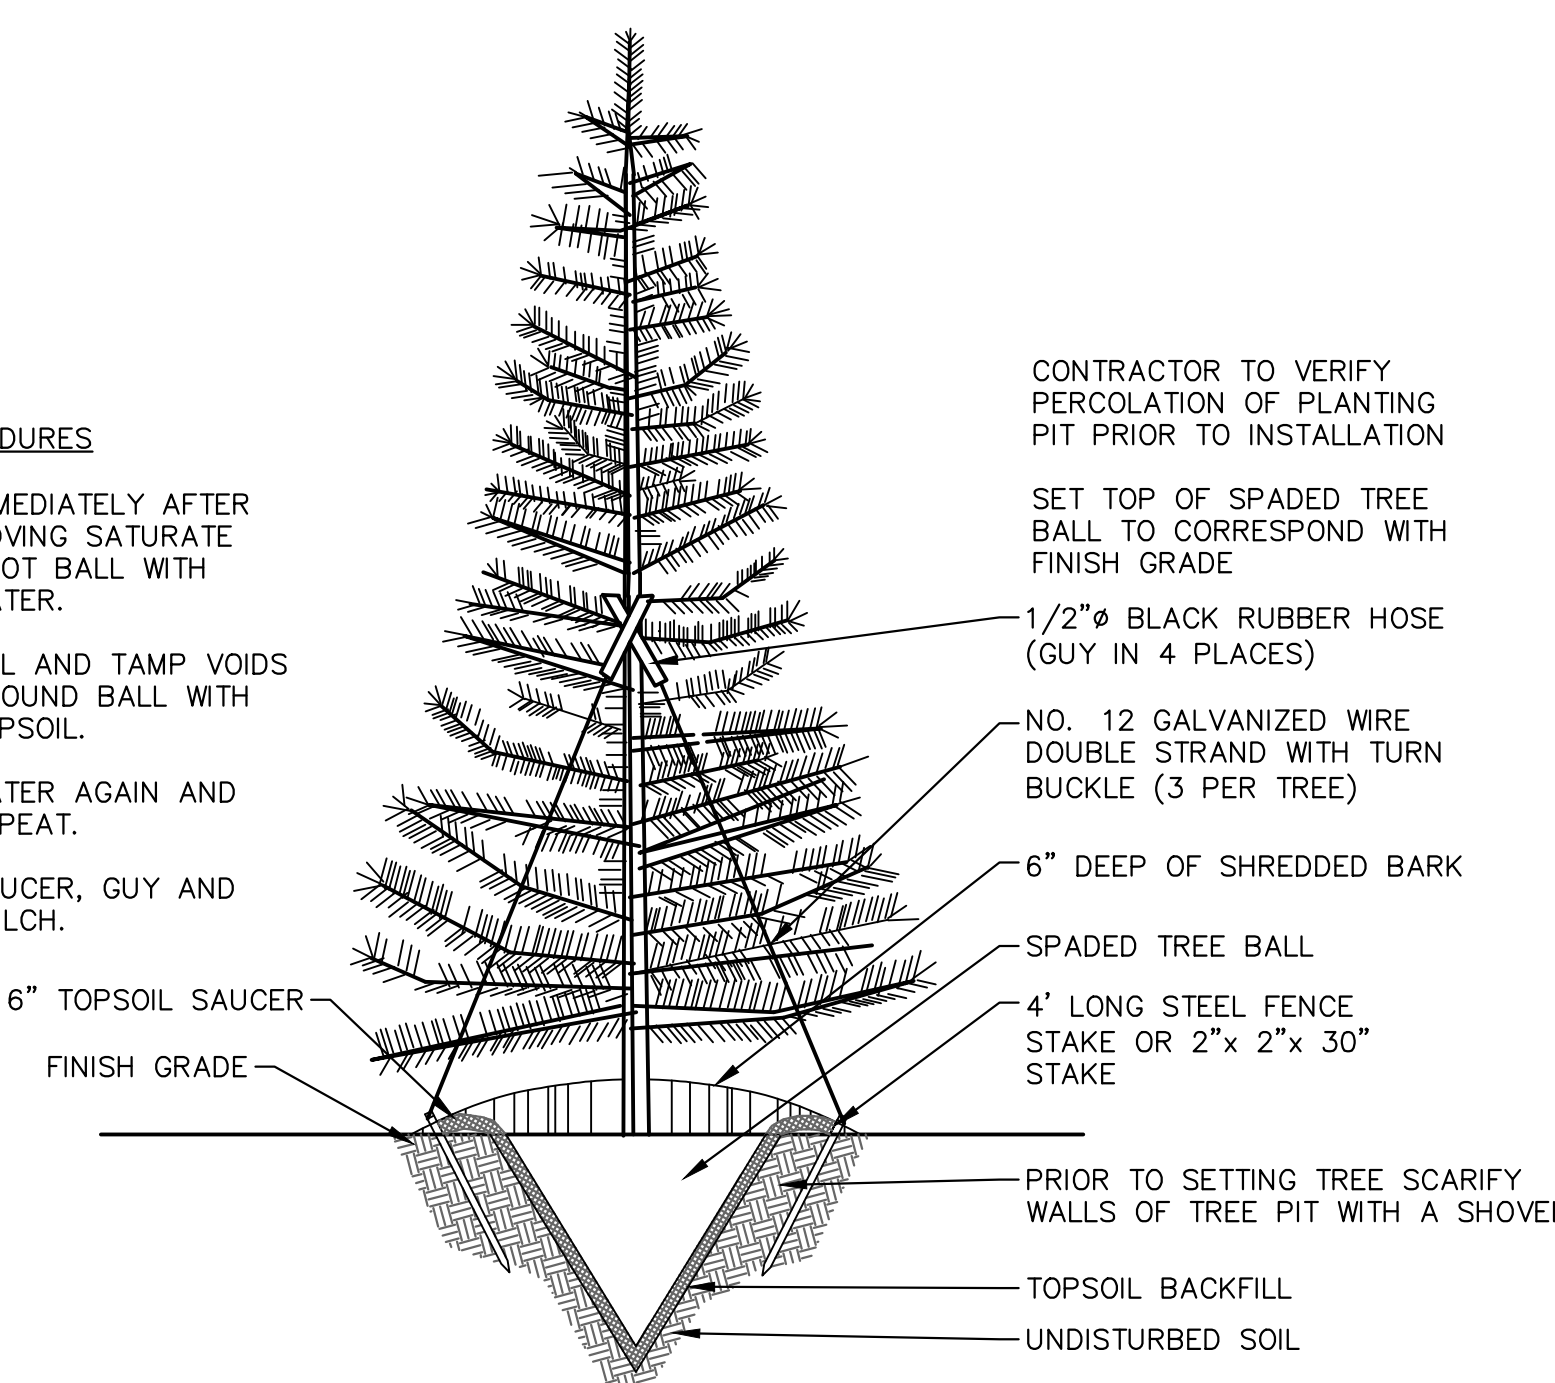 DURES
MEDIATELY AFTER
OVING SATURATE
OT BALL WITH
ATER.
L AND TAMP VOIDS
OUND BALL WITH
PSOIL.
ATER AGAIN AND
PEAT.
UCER, GUY AND
LCH.
6" TOPSOIL SAUCER
FINISH GRADE
CONTRACTOR TO VERIFY
PERCOLATION OF PLANTING
PIT PRIOR TO INSTALLATION
SET TOP OF SPADED TREE
BALL TO CORRESPOND WITH
FINISH GRADE
1/2"ø BLACK RUBBER HOSE
(GUY IN 4 PLACES)
NO. 12 GALVANIZED WIRE
DOUBLE STRAND WITH TURN
BUCKLE (3 PER TREE)
6" DEEP OF SHREDDED BARK
SPADED TREE BALL
4' LONG STEEL FENCE
STAKE OR 2"x 2"x 30"
STAKE
PRIOR TO SETTING TREE SCARIFY
WALLS OF TREE PIT WITH A SHOVE
TOPSOIL BACKFILL
UNDISTURBED SOIL